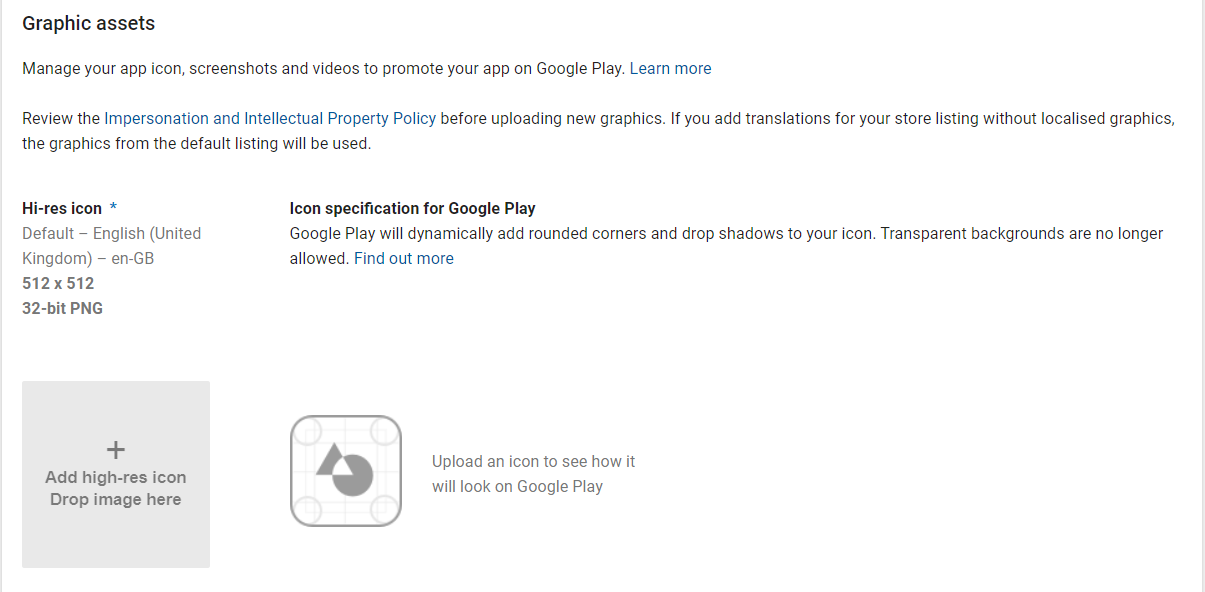 Graphic assets
Manage your app icon, screenshots and videos to promote your app on Google Play. Learn more
Review the Impersonation and Intellectual Property Policy before uploading new graphics. If you add translations for your store listing without localised graphics,
the graphics from the default listing will be used.
Hi-res icon *
Default – English (United
Kingdom) – en-GB
512 x 512
32-bit PNG
Icon specification for Google Play
Google Play will dynamically add rounded corners and drop shadows to your icon. Transparent backgrounds are no longer
allowed. Find out more
+
Add high-res icon
Drop image here
Upload an icon to see how it
will look on Google Play